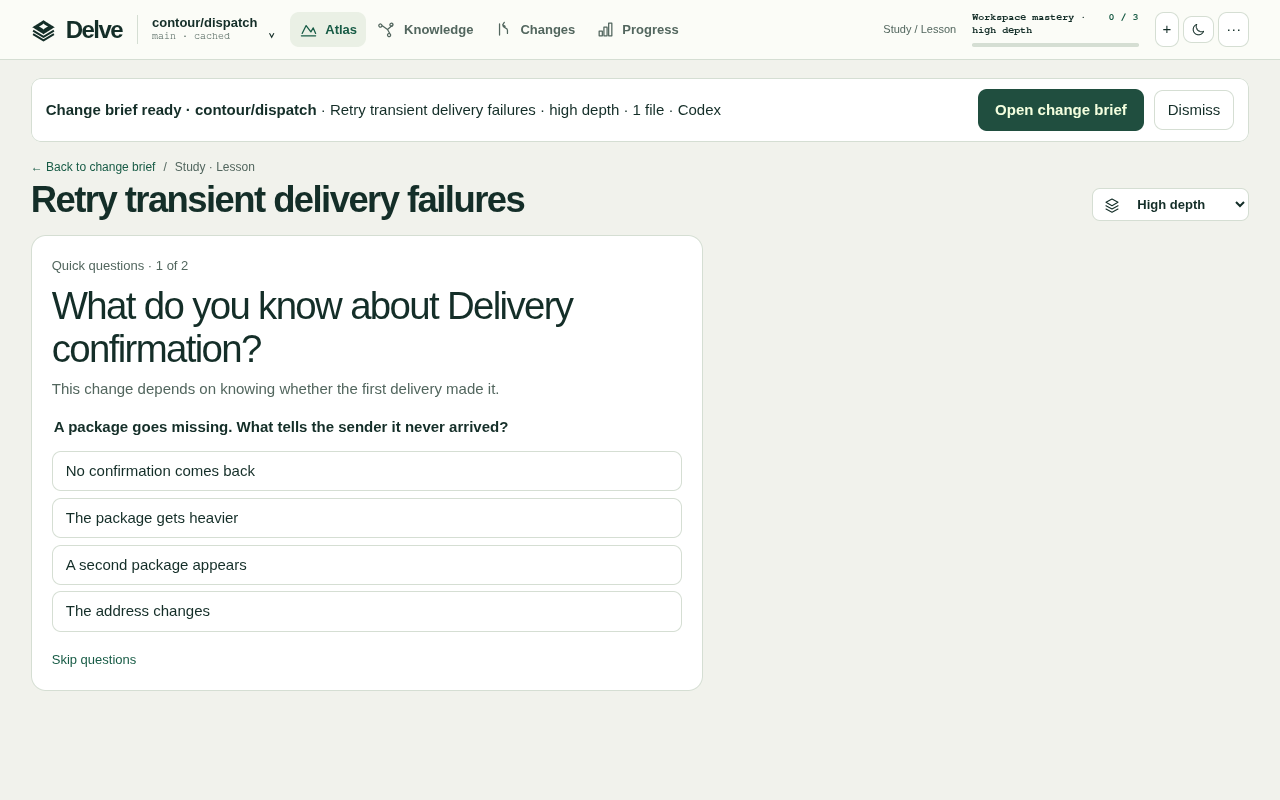 Delve
contour/dispatch
main · cached
Atlas
Knowledge
Changes
Progress
Study / Lesson
Workspace mastery · high depth
0 / 3
+
...
Change brief ready · contour/dispatch · Retry transient delivery failures · high depth · 1 file · Codex
Open change brief
Dismiss
← Back to change brief / Study · Lesson
Retry transient delivery failures
High depth
Quick questions · 1 of 2
What do you know about Delivery
confirmation?
This change depends on knowing whether the first delivery made it.
A package goes missing. What tells the sender it never arrived?
No confirmation comes back
The package gets heavier
A second package appears
The address changes
Skip questions